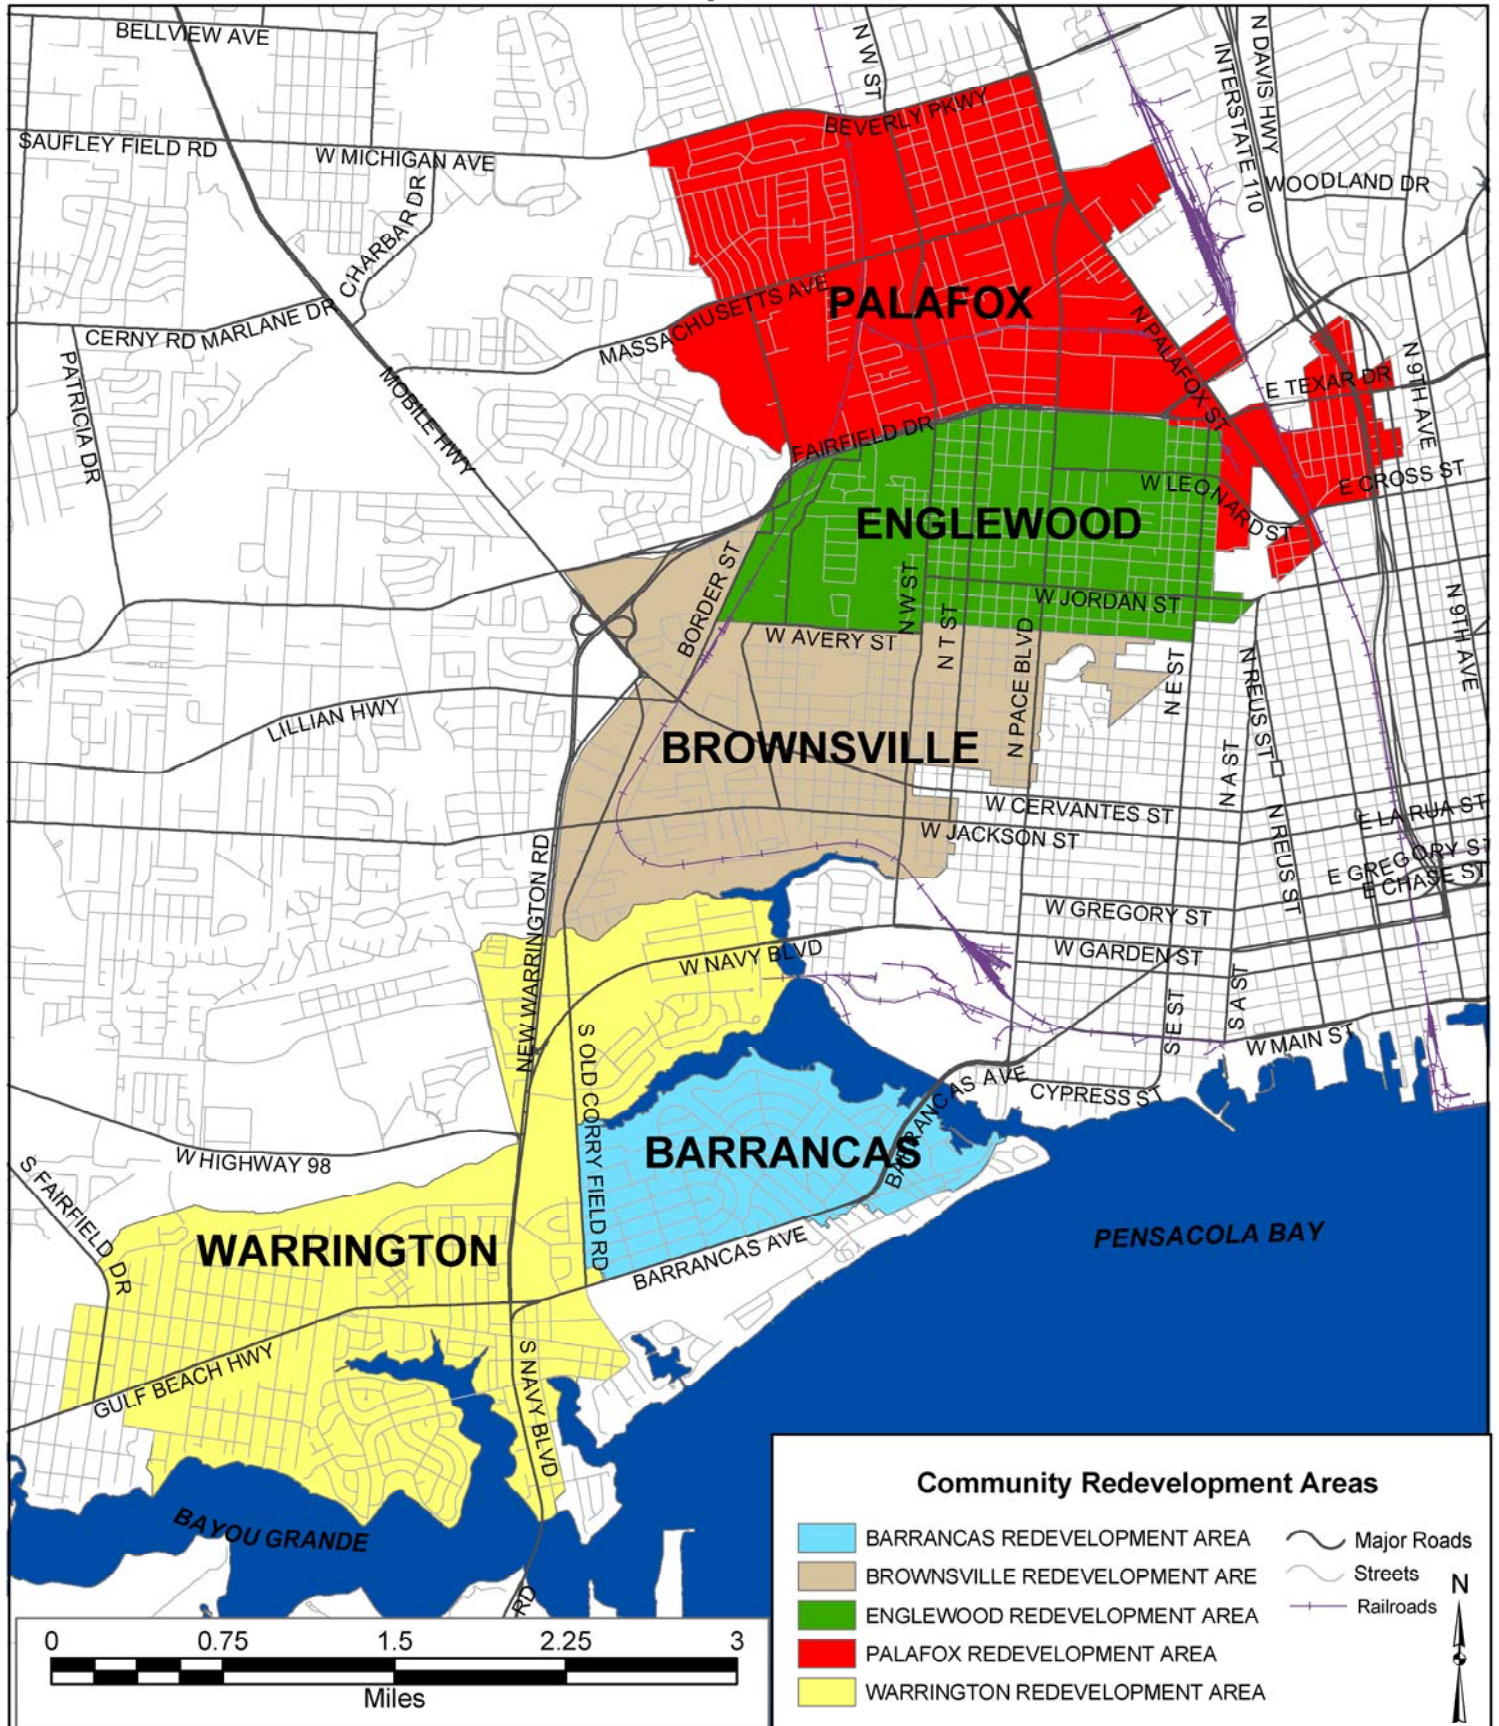 BELLVIEW AVE
N W ST
N DAVIS HWY
INTERSTATE 110
BEVERLY PKWY
SAUFLEY FIELD RD
W MICHIGAN AVE
WOODLAND DR
CHARBAR DR
MASSACHUSETTS AVE
PALAFOX
N PALAFOX ST
CERNY RD
MARLANE DR
PATRICIA DR
MOBILE HWY
E TEXAR DR
N 9TH AVE
FAIRFIELD DR
W LEONARD ST
E CROSS ST
ENGLEWOOD
BORDER ST
N W ST
W JORDAN ST
N T ST
W AVERY ST
N PACE BLVD
N E ST
N REUS ST
N 9TH AVE
LILLIAN HWY
BROWNSVILLE
N A ST
W CERVANTES ST
E LA RUA ST
W JACKSON ST
N REUS ST
E GREGORY ST
E CHASE ST
NEW WARRINGTON RD
W GREGORY ST
W NAVY BLVD
W GARDEN ST
S E ST
S A ST
S OLD CORRY FIELD RD
W MAIN ST
BARRANCAS AVE
CYPRESS ST
BARRANCAS
BARRANCAS AVE
W HIGHWAY 98
S FAIRFIELD DR
WARRINGTON
BARRANCAS AVE
PENSACOLA BAY
GULF BEACH HWY
S NAVY BLVD
BAYOU GRANDE
RD
0 0.75 1.5 2.25 3
Miles
Community Redevelopment Areas
BARRANCAS REDEVELOPMENT AREA
BROWNSVILLE REDEVELOPMENT ARE
ENGLEWOOD REDEVELOPMENT AREA
PALAFOX REDEVELOPMENT AREA
WARRINGTON REDEVELOPMENT AREA
Major Roads
Streets
Railroads
N